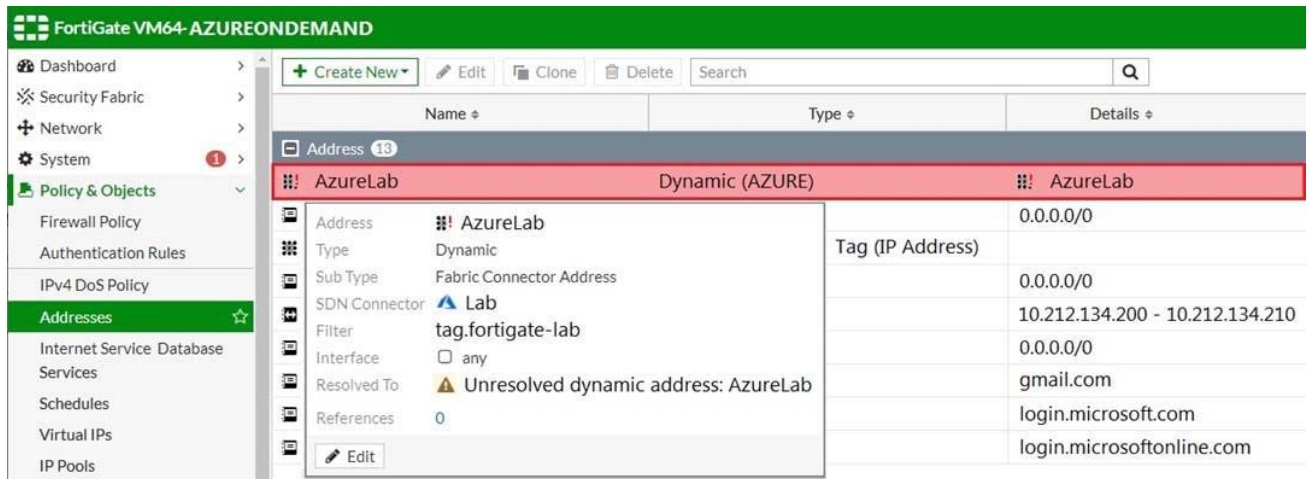 FortiGate VM64-AZUREONDEMAND
Dashboard
Security Fabric
Network
System 1
Policy & Objects
Firewall Policy
Authentication Rules
IPv4 DoS Policy
Addresses
Internet Service Database
Services
Schedules
Virtual IPs
IP Pools
+ Create New Edit Clone Delete Search
Name Type Details
Address 13
AzureLab Dynamic (AZURE) AzureLab
0.0.0.0/0
Tag (IP Address)
0.0.0.0/0
10.212.134.200 - 10.212.134.210
0.0.0.0/0
gmail.com
login.microsoft.com
login.microsoftonline.com
Address AzureLab
Type Dynamic
Sub Type Fabric Connector Address
SDN Connector Lab
Filter tag.fortigate-lab
Interface any
Resolved To Unresolved dynamic address: AzureLab
References 0
Edit